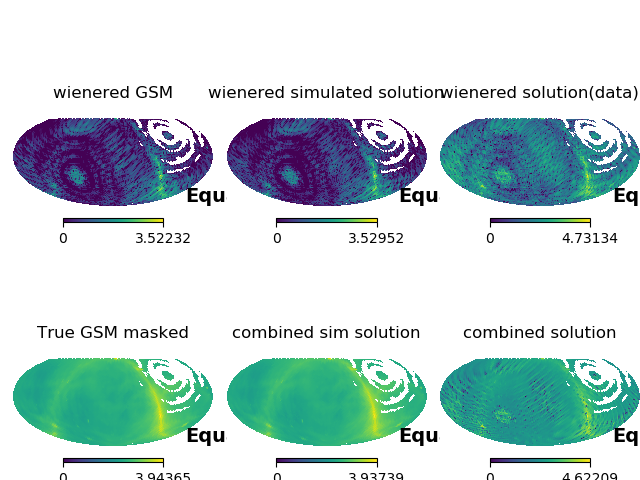 wienered GSM
wienered simulated solution
wienered solution(data)
Equ
Equ
Eq
0 3.52232
0 3.52952
0 4.73134
True GSM masked
combined sim solution
combined solution
Equ
Equ
Eq
0 3.94365
0 3.93739
0 4.62209